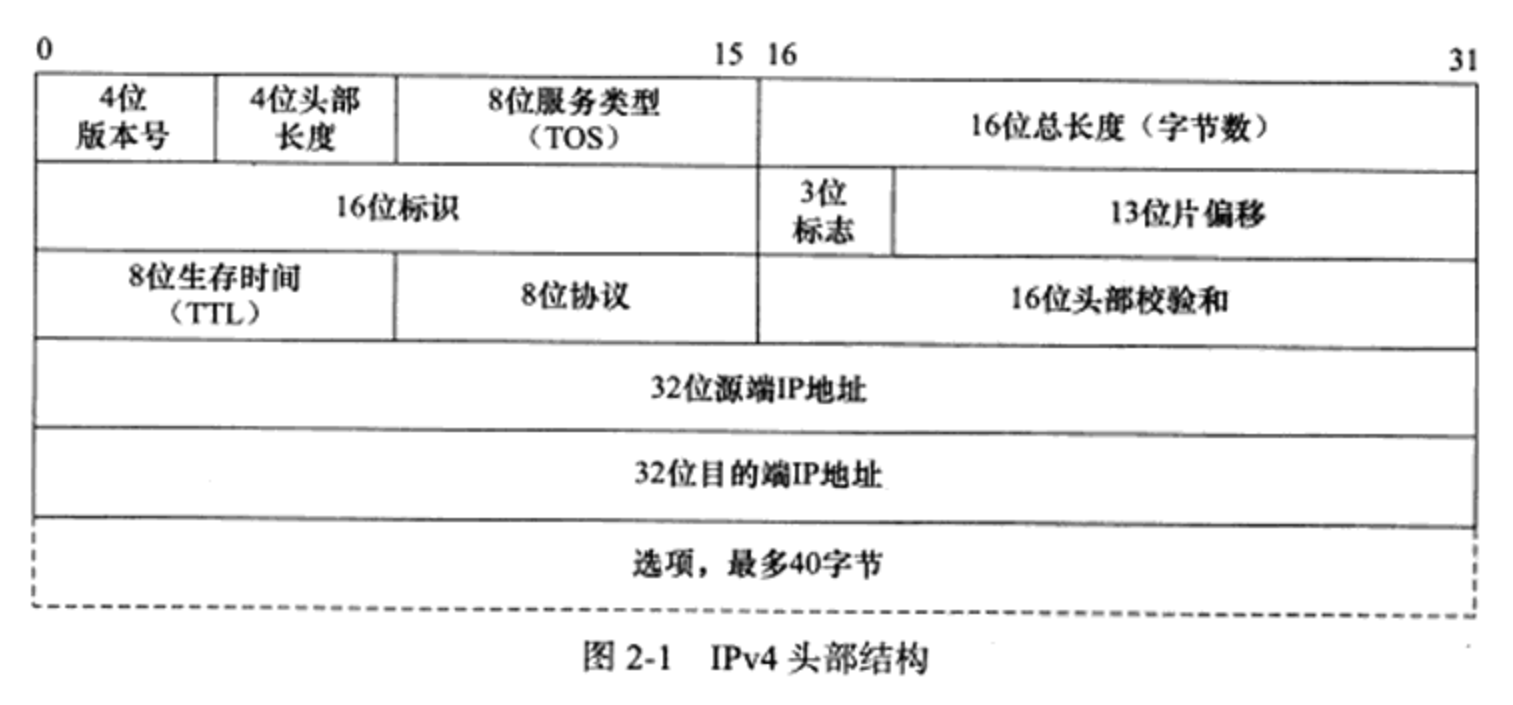 0 15 16 31
4位
版本号
4位头部
长度
8位服务类型
（TOS）
16位总长度（字节数）
16位标识
3位
标志
13位片偏移
8位生存时间
（TTL）
8位协议
16位头部校验和
32位源端IP地址
32位目的端IP地址
选项，最多40字节
图 2-1 IPv4 头部结构